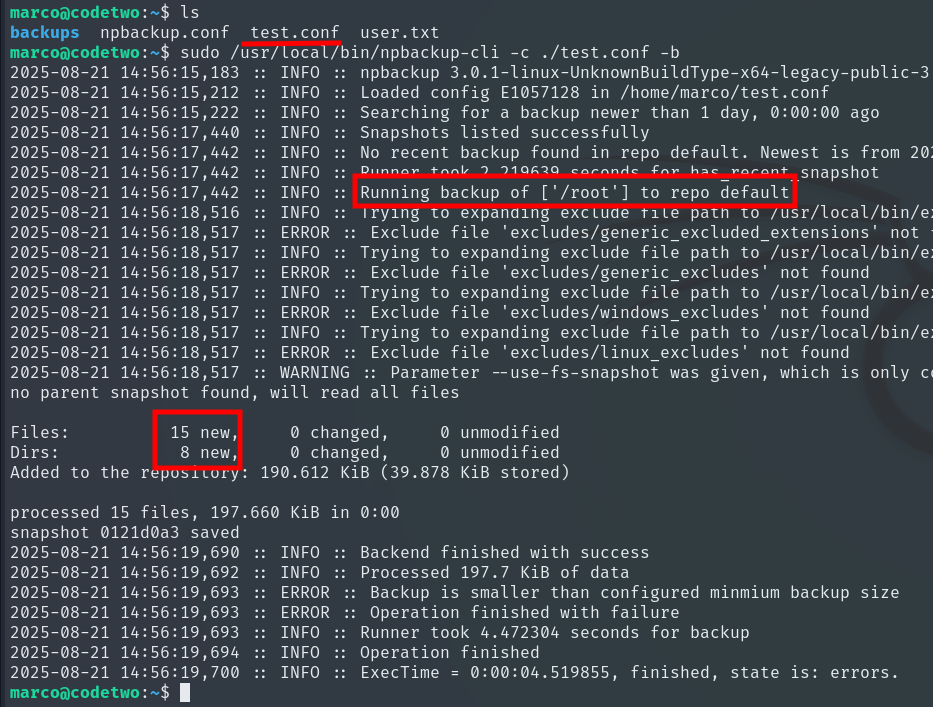 marco@codetwo:~$ ls
backups  npbackup.conf  test.conf  user.txt
marco@codetwo:~$ sudo /usr/local/bin/npbackup-cli -c ./test.conf -b
2025-08-21 14:56:15,183 :: INFO :: npbackup 3.0.1-linux-UnknownBuildType-x64-legacy-public-3
2025-08-21 14:56:15,212 :: INFO :: Loaded config E1057128 in /home/marco/test.conf
2025-08-21 14:56:15,222 :: INFO :: Searching for a backup newer than 1 day, 0:00:00 ago
2025-08-21 14:56:17,440 :: INFO :: Snapshots listed successfully
2025-08-21 14:56:17,442 :: INFO :: No recent backup found in repo default. Newest is from 202
2025-08-21 14:56:17,442 :: INFO :: Runner took 2.219639 seconds for has_recent_snapshot
2025-08-21 14:56:17,442 :: INFO :: Running backup of ['/root'] to repo default
2025-08-21 14:56:18,516 :: INFO :: Trying to expanding exclude file path to /usr/local/bin/ex
2025-08-21 14:56:18,517 :: ERROR :: Exclude file 'excludes/generic_excluded_extensions' not f
2025-08-21 14:56:18,517 :: INFO :: Trying to expanding exclude file path to /usr/local/bin/ex
2025-08-21 14:56:18,517 :: ERROR :: Exclude file 'excludes/generic_excludes' not found
2025-08-21 14:56:18,517 :: INFO :: Trying to expanding exclude file path to /usr/local/bin/ex
2025-08-21 14:56:18,517 :: ERROR :: Exclude file 'excludes/windows_excludes' not found
2025-08-21 14:56:18,517 :: INFO :: Trying to expanding exclude file path to /usr/local/bin/ex
2025-08-21 14:56:18,517 :: ERROR :: Exclude file 'excludes/linux_excludes' not found
2025-08-21 14:56:18,517 :: WARNING :: Parameter --use-fs-snapshot was given, which is only co
no parent snapshot found, will read all files
Files:          15 new,     0 changed,     0 unmodified
Dirs:            8 new,     0 changed,     0 unmodified
Added to the repository: 190.612 KiB (39.878 KiB stored)
processed 15 files, 197.660 KiB in 0:00
snapshot 0121d0a3 saved
2025-08-21 14:56:19,690 :: INFO :: Backend finished with success
2025-08-21 14:56:19,692 :: INFO :: Processed 197.7 KiB of data
2025-08-21 14:56:19,693 :: ERROR :: Backup is smaller than configured minmium backup size
2025-08-21 14:56:19,693 :: ERROR :: Operation finished with failure
2025-08-21 14:56:19,693 :: INFO :: Runner took 4.472304 seconds for backup
2025-08-21 14:56:19,694 :: INFO :: Operation finished
2025-08-21 14:56:19,700 :: INFO :: ExecTime = 0:00:04.519855, finished, state is: errors.
marco@codetwo:~$